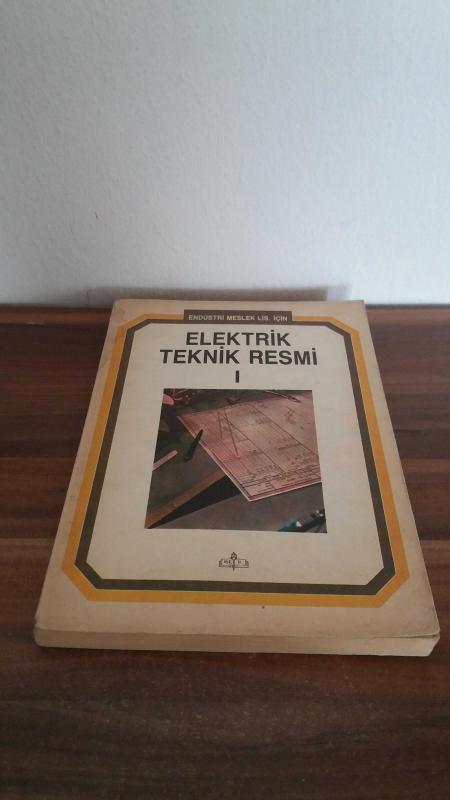 ENDÜSTRİ MESLEK LİS. İÇİN
ELEKTRİK
TEKNİK RESMİ
I